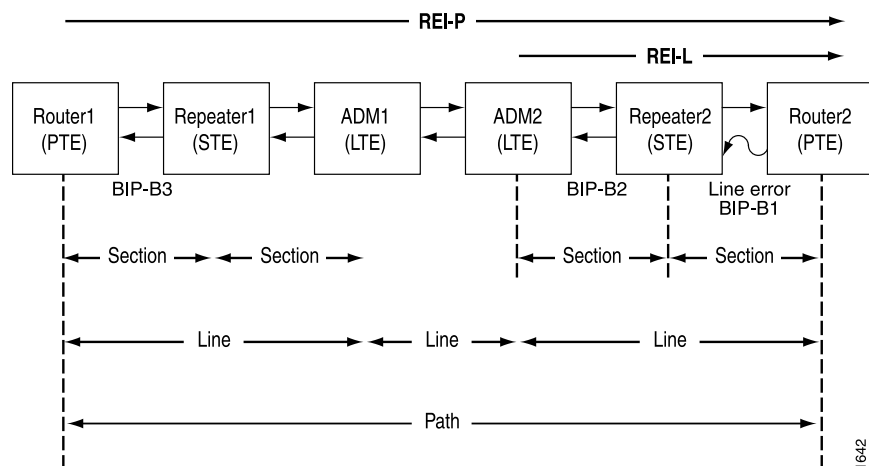 REI-P
REI-L
Router1
(PTE)
Repeater1
(STE)
ADM1
(LTE)
ADM2
(LTE)
Repeater2
(STE)
Router2
(PTE)
BIP-B3
BIP-B2
Line error
BIP-B1
Section
Section
Section
Section
Line
Line
Line
Path
1642